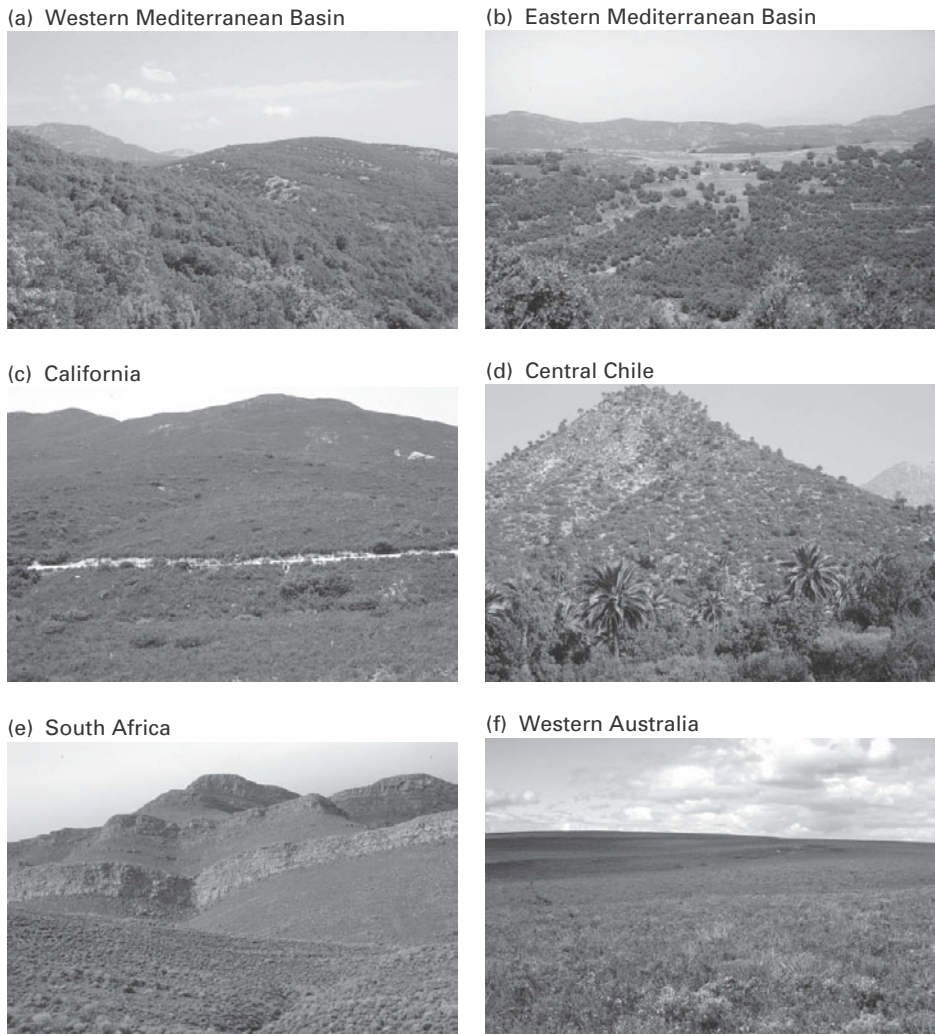 (a) Western Mediterranean Basin
(b) Eastern Mediterranean Basin
(c) California
(d) Central Chile
(e) South Africa
(f) Western Australia